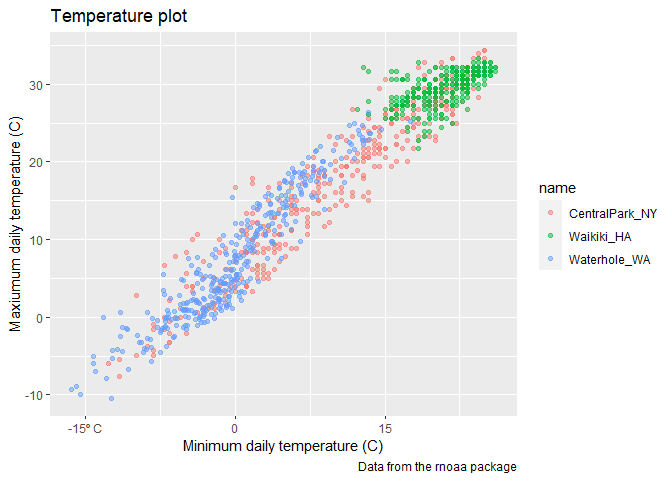 Temperature plot
Maxiumum daily temperature (C)
30
20
10
0
-10
-15º C
0
15
Minimum daily temperature (C)
Data from the rnoaa package
name
CentralPark_NY
Waikiki_HA
Waterhole_WA